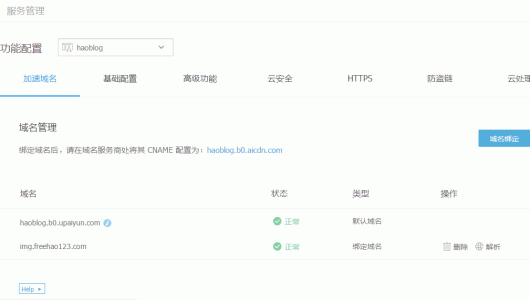 服务管理
功能配置 haoblog
加速域名 基础配置 高级功能 云安全 HTTPS 防盗链 云处理
域名管理
域名绑定
绑定域名后，请在域名服务商处将其 CNAME 配置为：haoblog.b0.aicdn.com
域名 状态 类型 操作
haoblog.b0.upaiyun.com 正常 默认域名
img.freehao123.com 正常 绑定域名 删除 解析
Help